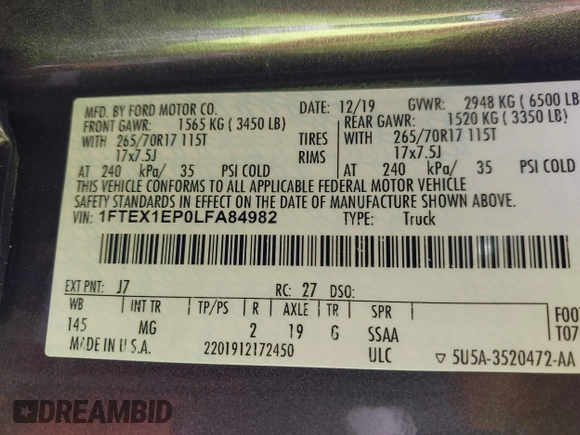 MFD. BY FORD MOTOR CO.
DATE: 12/19 GVWR: 2948 KG ( 6500 LB
FRONT GAWR: 1565 KG ( 3450 LB) REAR GAWR: 1520 KG ( 3350 LB)
WITH 265/70R17 115T TIRES WITH 265/70R17 115T
17x7.5J RIMS 17x7.5J
AT 240 kPa/ 35 PSI COLD AT 240 kPa/ 35 PSI COLD
THIS VEHICLE CONFORMS TO ALL APPLICABLE FEDERAL MOTOR VEHICLE
SAFETY STANDARDS IN EFFECT ON THE DATE OF MANUFACTURE SHOWN ABOVE.
VIN: 1FTEX1EP0LFA84982 TYPE: Truck
EXT PNT: J7 RC: 27 DSO:
WB INT TR TP/PS R AXLE TR SPR
145 MG 2 19 G SSAA
ULC
FOO
T07
MADE IN U.S.A. 2201912172450
▽ 5U5A-3520472-AA
DREAMBID